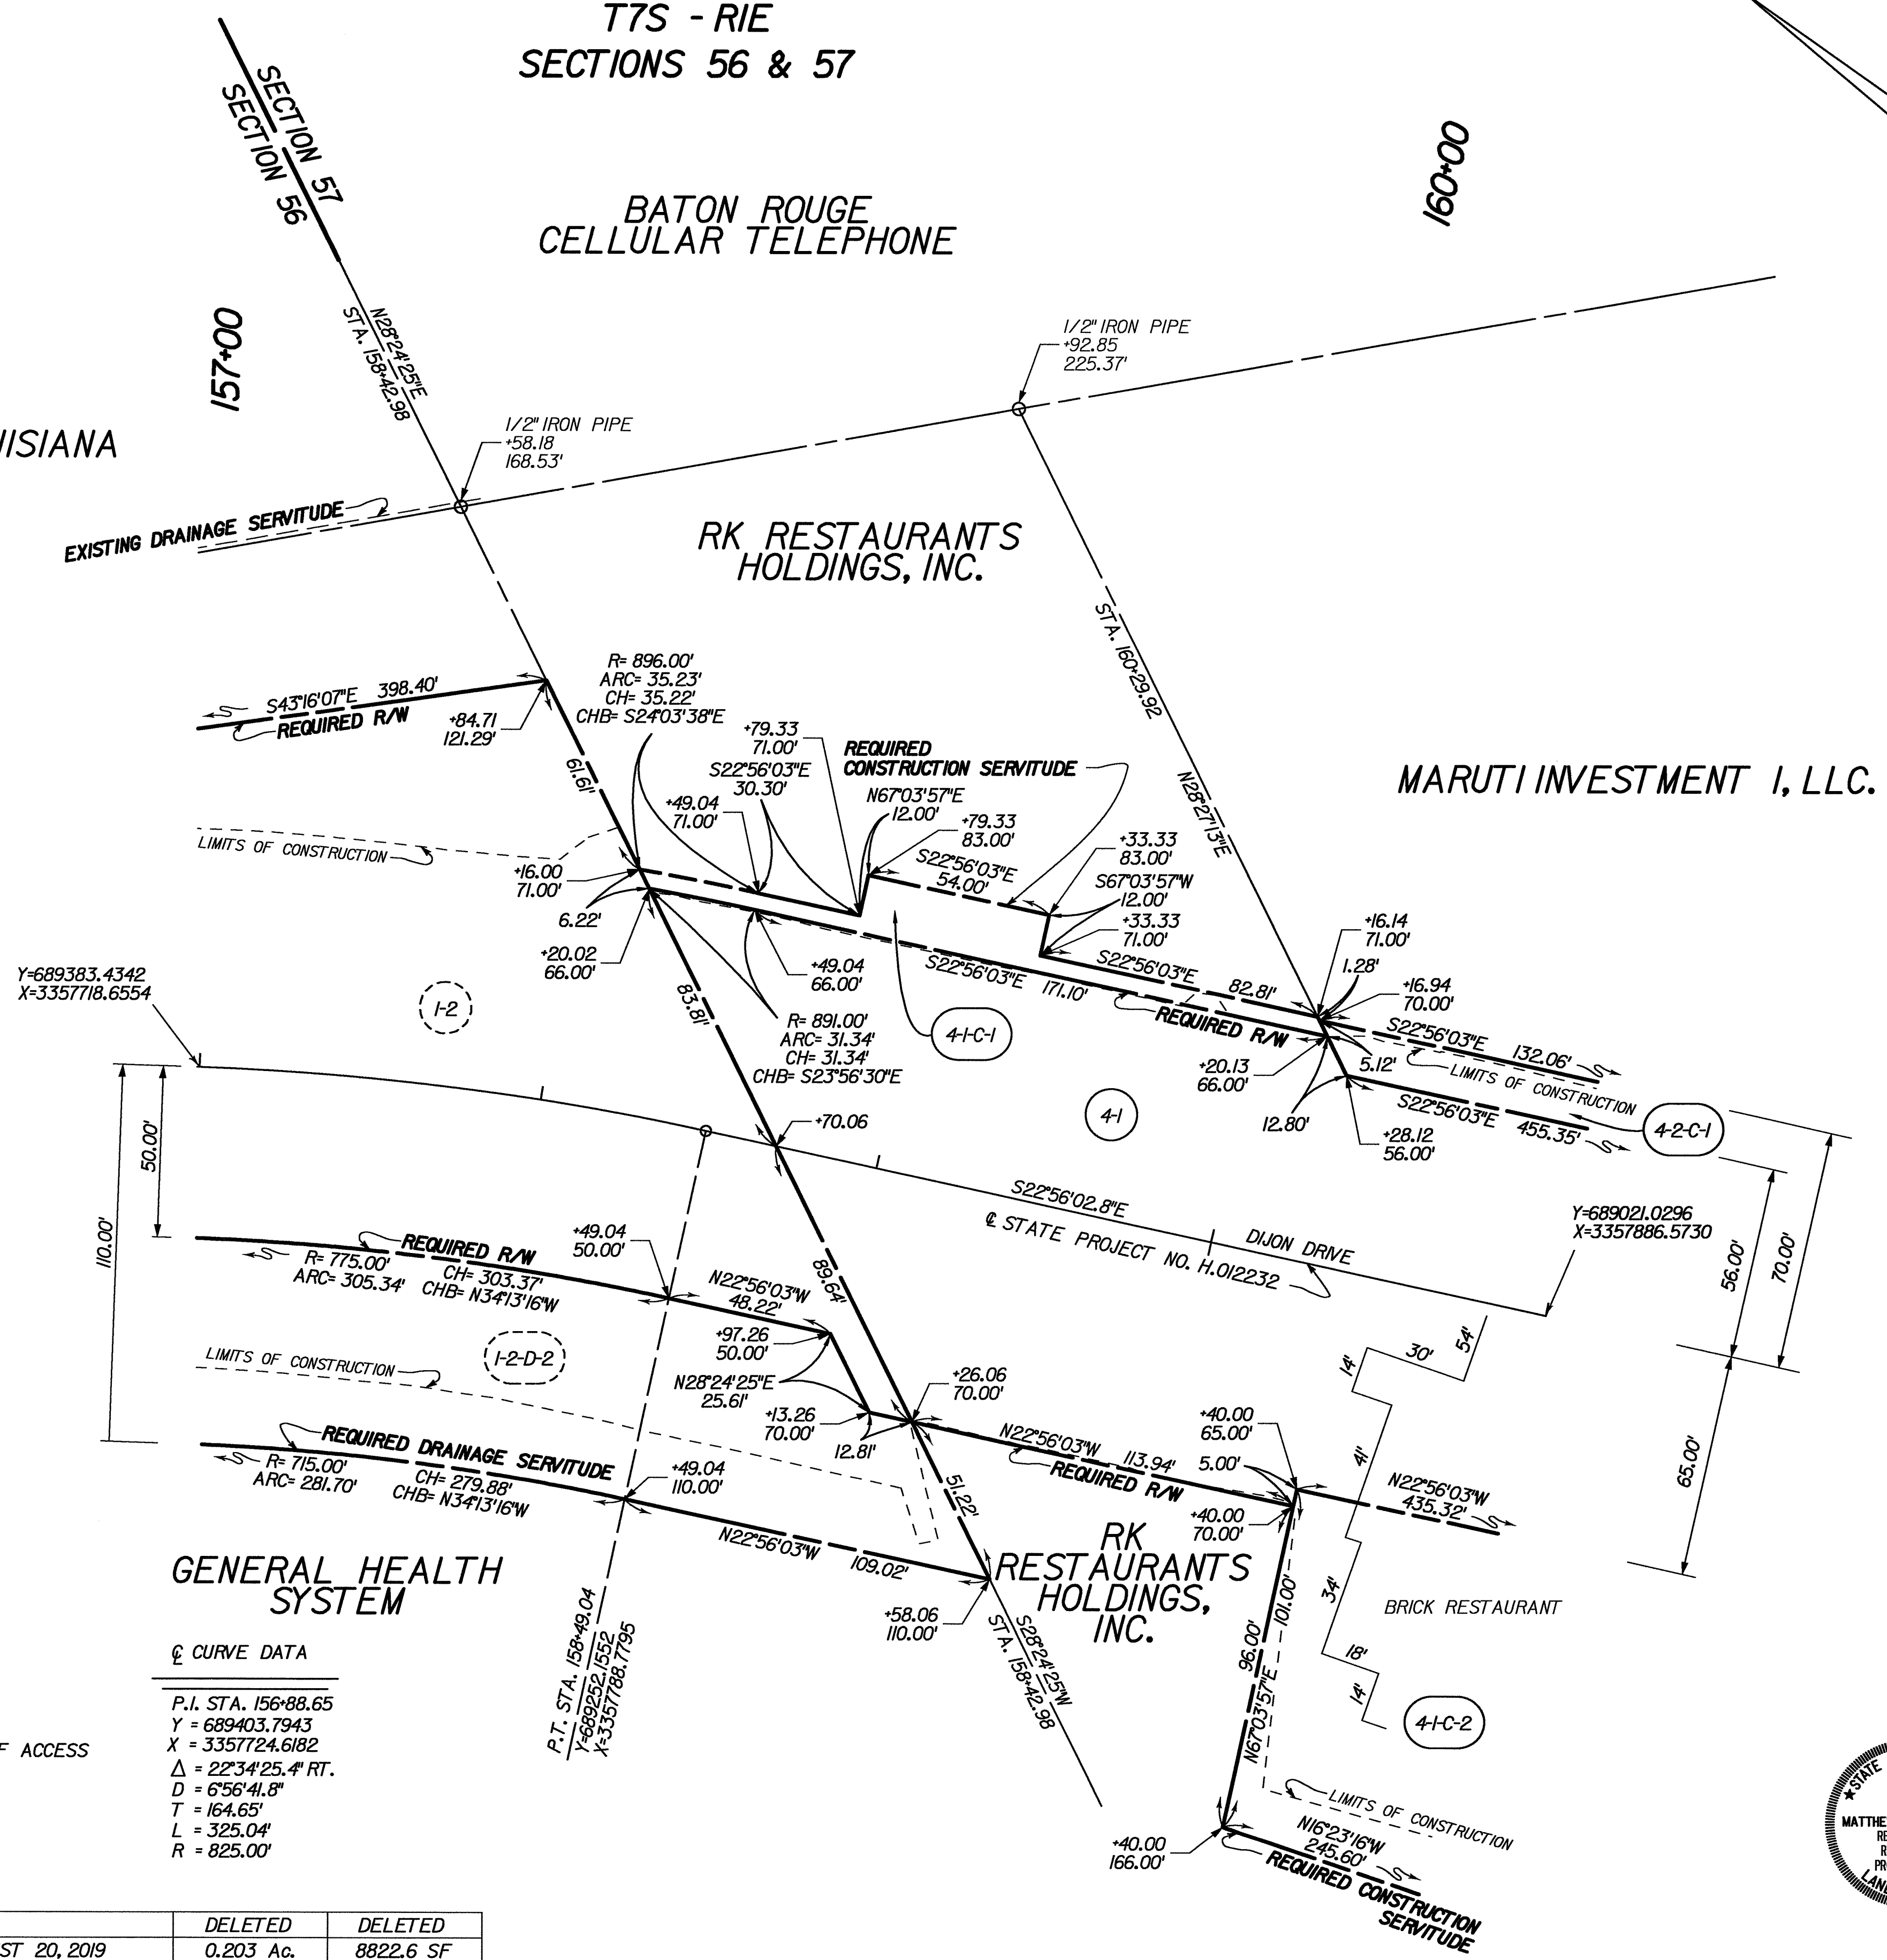 T7S - R1E
SECTIONS 56 & 57
SECTION 57
SECTION 56
BATON ROUGE
CELLULAR TELEPHONE
160+00
157+00
N28°24'25"E
STA. 158+42.98
1/2" IRON PIPE
+92.85
225.37'
1/2" IRON PIPE
+58.18
168.53'
EXISTING DRAINAGE SERVITUDE
RK RESTAURANTS
HOLDINGS, INC.
STA. 160+29.92
N28°27'13"E
MARUTI INVESTMENT 1, LLC.
S43°16'07"E 398.40'
REQUIRED R/W
+84.71
121.29'
61.61'
R= 896.00'
ARC= 35.23'
CH= 35.22'
CHB= S24°03'38"E
+79.33
71.00'
S22°56'03"E
30.30'
+49.04
71.00'
REQUIRED
CONSTRUCTION SERVITUDE
N67°03'57"E
12.00'
+79.33
83.00'
S22°56'03"E
54.00'
+33.33
83.00'
S67°03'57"W
12.00'
+33.33
71.00'
LIMITS OF CONSTRUCTION
+16.00
71.00'
6.22'
+20.02
66.00'
+49.04
66.00'
S22°56'03"E 171.10'
S22°56'03"E 82.81'
REQUIRED R/W
+16.14
71.00'
1.28'
+16.94
70.00'
S22°56'03"E 132.06'
5.12'
LIMITS OF CONSTRUCTION
+20.13
66.00'
12.80'
S22°56'03"E 455.35'
+28.12
56.00'
4-2-C-1
Y=689383.4342
X=3357718.6554
1-2
83.81'
R= 891.00'
ARC= 31.34'
CH= 31.34'
CHB= S23°56'30"E
4-1-C-1
4-1
+70.06
50.00'
110.00'
S22°56'02.8"E
℄ STATE PROJECT NO. H.012232
DIJON DRIVE
Y=689021.0296
X=3357886.5730
56.00'
70.00'
65.00'
REQUIRED R/W
R= 775.00'
ARC= 305.34'
CH= 303.37'
CHB= N34°13'16"W
+49.04
50.00'
N22°56'03"W
48.22'
89.64'
+97.26
50.00'
1-2-D-2
LIMITS OF CONSTRUCTION
N28°24'25"E
25.61'
+13.26
70.00'
12.81'
+26.06
70.00'
N22°56'03"W 113.94'
REQUIRED R/W
+40.00
65.00'
5.00'
+40.00
70.00'
14'
30'
54'
41'
N22°56'03"W
435.32'
REQUIRED DRAINAGE SERVITUDE
R= 715.00'
ARC= 281.70'
CH= 279.88'
CHB= N34°13'16"W
+49.04
110.00'
51.22'
N22°56'03"W 109.02'
+58.06
110.00'
RK
RESTAURANTS
HOLDINGS,
INC.
S28°24'25"W
STA. 158+42.98
34'
BRICK RESTAURANT
18'
14'
96.00'
101.00'
N67°03'57"E
4-1-C-2
GENERAL HEALTH
SYSTEM
P.T. STA. 158+49.04
Y=689252.1552
X=3357788.7795
℄ CURVE DATA
P.I. STA. 156+88.65
Y = 689403.7943
X = 3357724.6182
Δ = 22°34'25.4" RT.
D = 6°56'41.8"
T = 164.65'
L = 325.04'
R = 825.00'
ACCESS
+40.00
166.00'
LIMITS OF CONSTRUCTION
N16°23'16"W
245.60'
REQUIRED CONSTRUCTION
SERVITUDE
STATE
DELETED DELETED
20, 2019 0.203 Ac. 8822.6 SF